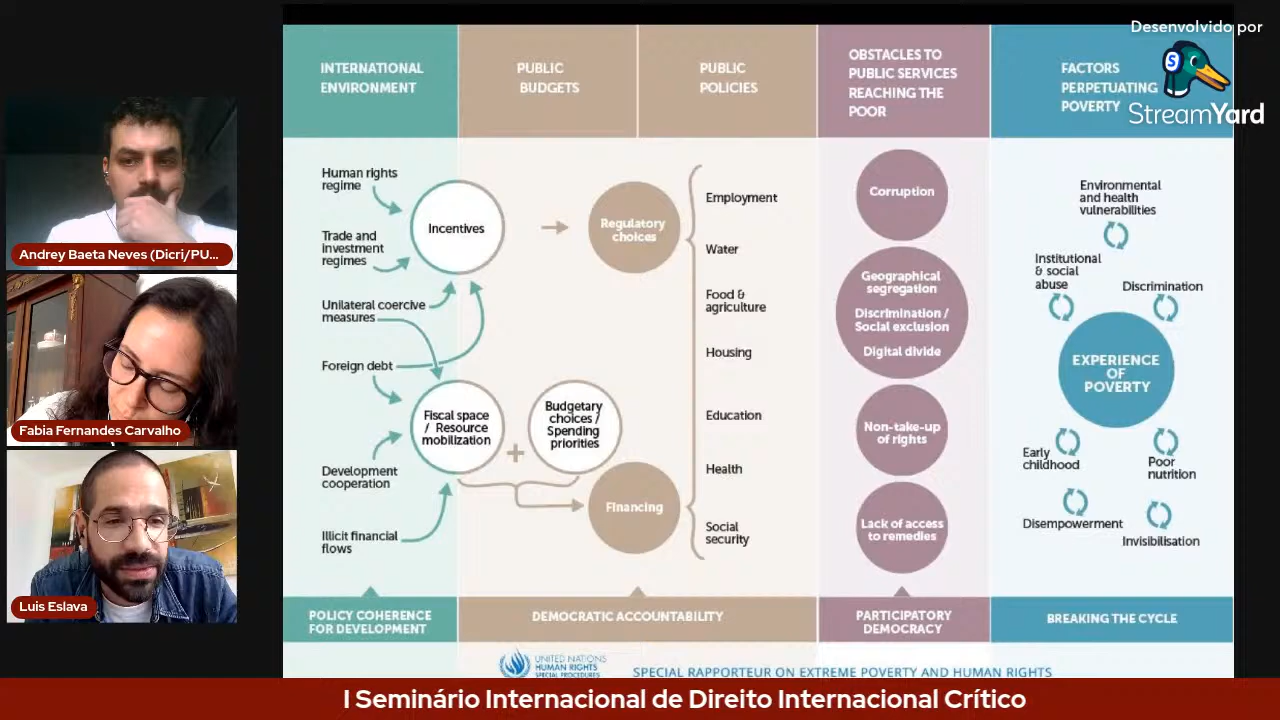 Desenvolvido por
StreamYard
INTERNATIONAL
ENVIRONMENT
PUBLIC
BUDGETS
PUBLIC
POLICIES
OBSTACLES TO
PUBLIC SERVICES
REACHING THE
POOR
FACTORS
PERPETUATING
POVERTY
Human rights
regime
Trade and
investment
regimes
Unilateral coercive
measures
Foreign debt
Development
cooperation
Illicit financial
flows
Incentives
Fiscal space
/ Resource
mobilization
+
Budgetary
choices /
Spending
priorities
Regulatory
choices
Financing
Employment
Water
Food &
agriculture
Housing
Education
Health
Social
security
Corruption
Geographical
segregation
Discrimination /
Social exclusion
Digital divide
Non-take-up
of rights
Lack of access
to remedies
Environmental
and health
vulnerabilities
Institutional
& social
abuse
Discrimination
EXPERIENCE
OF
POVERTY
Early
childhood
Poor
nutrition
Disempowerment
Invisibilisation
POLICY COHERENCE
FOR DEVELOPMENT
DEMOCRATIC ACCOUNTABILITY
PARTICIPATORY
DEMOCRACY
BREAKING THE CYCLE
UNITED NATIONS
HUMAN RIGHTS
SPECIAL PROCEDURES
SPECIAL RAPPORTEUR ON EXTREME POVERTY AND HUMAN RIGHTS
Andrey Baeta Neves (Dicri/PU...
Fabia Fernandes Carvalho
Luis Eslava
I Seminário Internacional de Direito Internacional Crítico